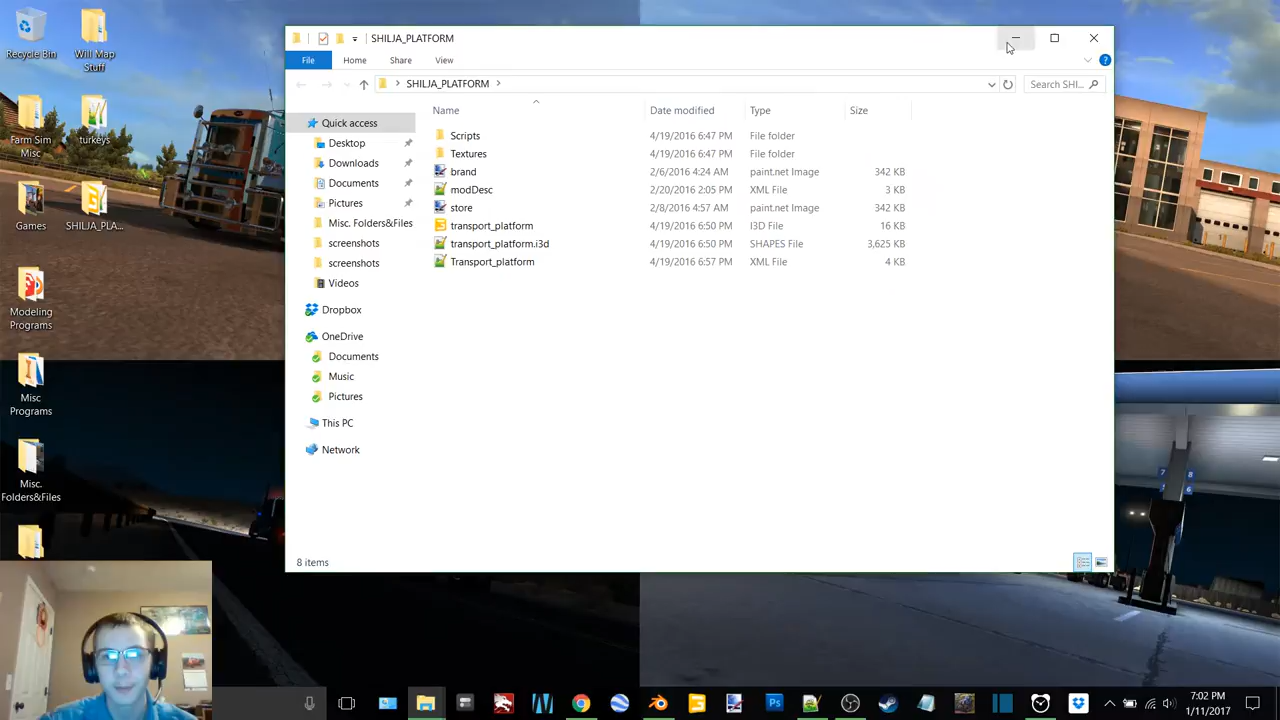 SHILJA_PLATFORM
File
Home
Share
View
SHILJA_PLATFORM
Search SHI...
Name
Date modified
Type
Size
Scripts
4/19/2016 6:47 PM
File folder
Textures
4/19/2016 6:47 PM
File folder
brand
2/6/2016 4:24 AM
paint.net Image
342 KB
modDesc
2/20/2016 2:05 PM
XML File
3 KB
store
2/8/2016 4:57 AM
paint.net Image
342 KB
transport_platform
4/19/2016 6:50 PM
I3D File
16 KB
transport_platform.i3d
4/19/2016 6:50 PM
SHAPES File
3,625 KB
Transport_platform
4/19/2016 6:57 PM
XML File
4 KB
Quick access
Desktop
Downloads
Documents
Pictures
Misc. Folders&Files
screenshots
screenshots
Videos
Dropbox
OneDrive
Documents
Music
Pictures
This PC
Network
8 items
Recycle Bin
Will Map
Stuff
Farm Sim
Misc
turkeys
Games
SHILJA_PLA...
Modeling
Programs
Misc
Programs
Misc.
Folders&Files
7 8
6
7:02 PM
1/11/2017